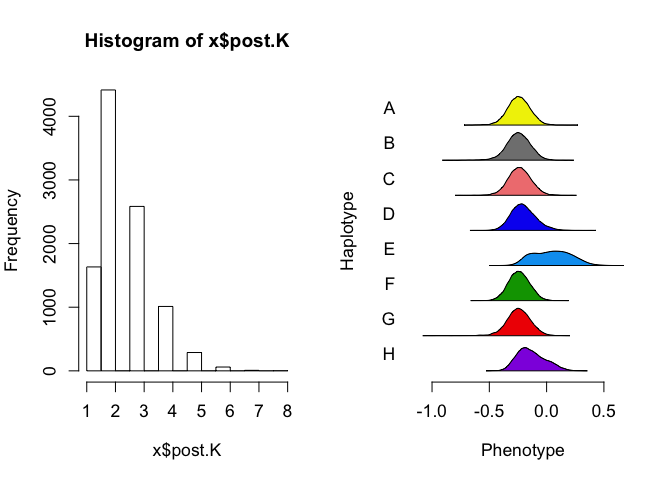 Histogram of x$post.K
Frequency
0
1000
2000
3000
4000
1 2 3 4 5 6 7 8
x$post.K
Haplotype
A
B
C
D
E
F
G
H
-1.0 -0.5 0.0 0.5
Phenotype